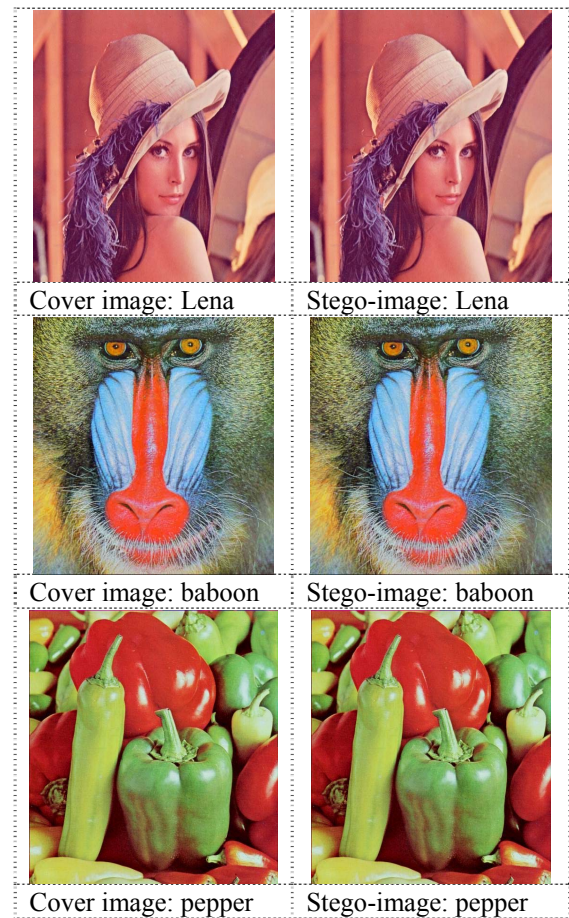 Cover image: Lena
Stego-image: Lena
Cover image: baboon
Stego-image: baboon
Cover image: pepper
Stego-image: pepper